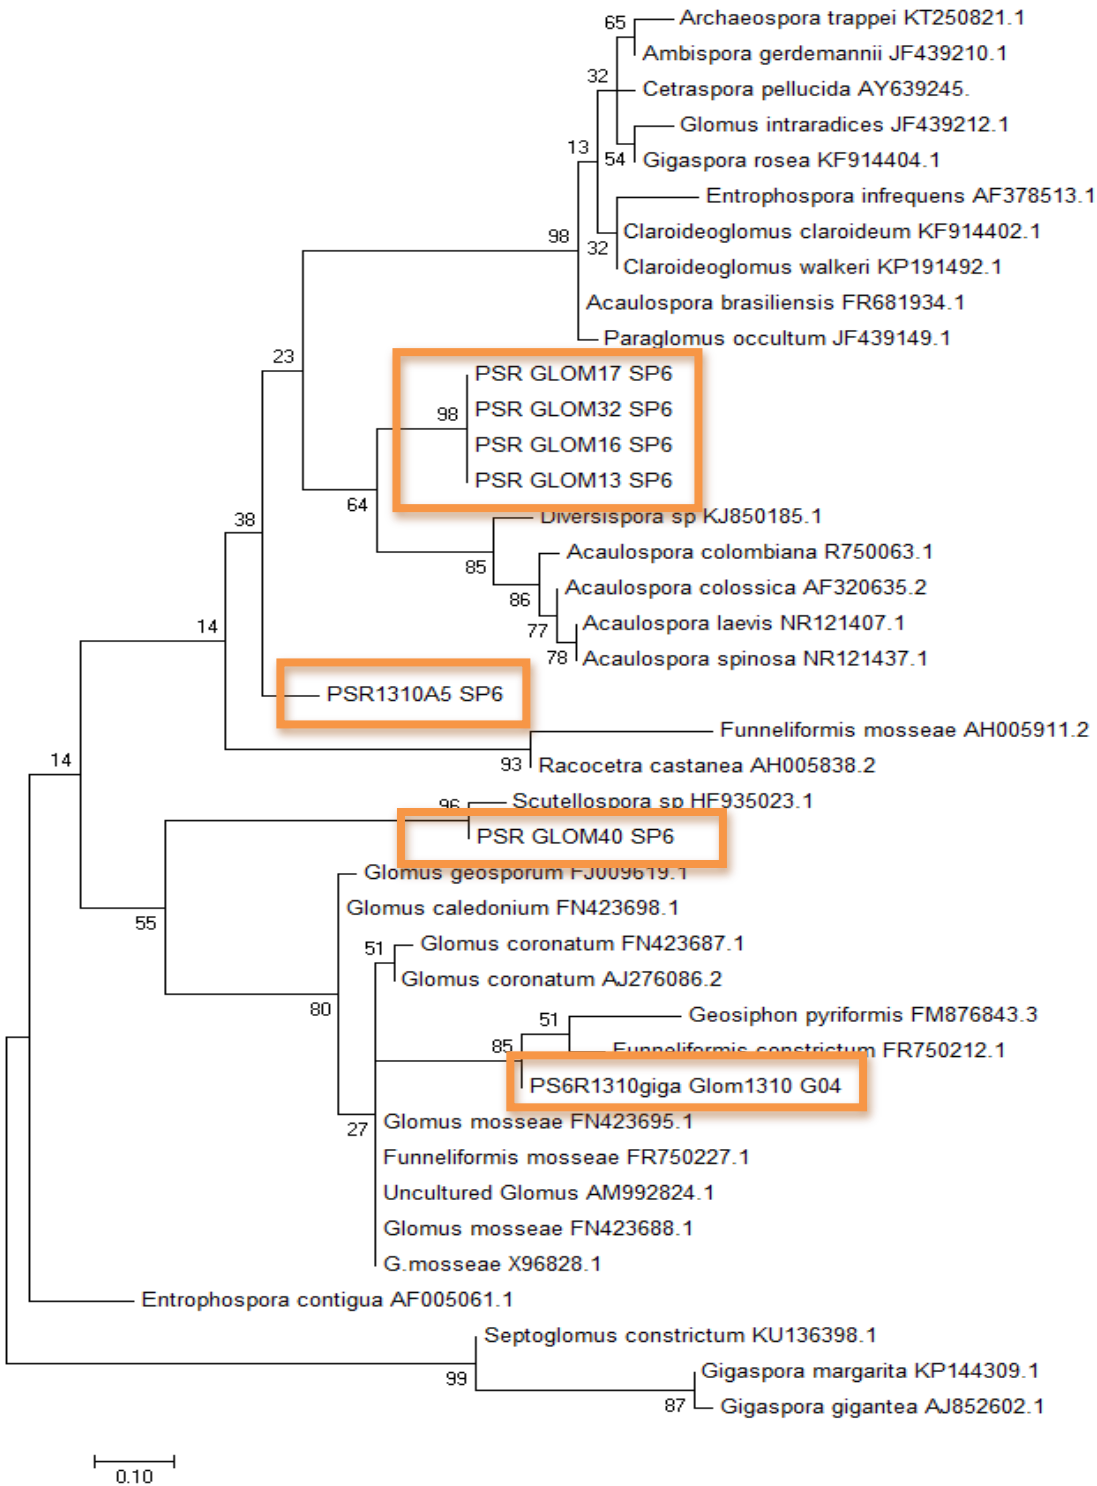 65
Archaeospora trappei KT250821.1
Ambispora gerdemannii JF439210.1
32
Cetraspora pellucida AY639245.
Glomus intraradices JF439212.1
13
54
Gigaspora rosea KF914404.1
Entrophospora infrequens AF378513.1
98
Claroideoglomus claroideum KF914402.1
32
Claroideoglomus walkeri KP191492.1
Acaulospora brasiliensis FR681934.1
Paraglomus occultum JF439149.1
23
PSR GLOM17 SP6
PSR GLOM32 SP6
98
PSR GLOM16 SP6
PSR GLOM13 SP6
64
38
Diversispora sp KJ850185.1
Acaulospora colombiana R750063.1
85
Acaulospora colossica AF320635.2
86
Acaulospora laevis NR121407.1
14
77
78
Acaulospora spinosa NR121437.1
PSR1310A5 SP6
Funneliformis mosseae AH005911.2
14
93
Racocetra castanea AH005838.2
96
Scutellospora sp HF935023.1
PSR GLOM40 SP6
Glomus geosporum FJ009619.1
Glomus caledonium FN423698.1
55
51
Glomus coronatum FN423687.1
Glomus coronatum AJ276086.2
80
51
Geosiphon pyriformis FM876843.3
85
Funneliformis constrictum FR750212.1
PS6R1310giga Glom1310 G04
27
Glomus mosseae FN423695.1
Funneliformis mosseae FR750227.1
Uncultured Glomus AM992824.1
Glomus mosseae FN423688.1
G.mosseae X96828.1
Entrophospora contigua AF005061.1
Septoglomus constrictum KU136398.1
99
Gigaspora margarita KP144309.1
87
Gigaspora gigantea AJ852602.1
0.10